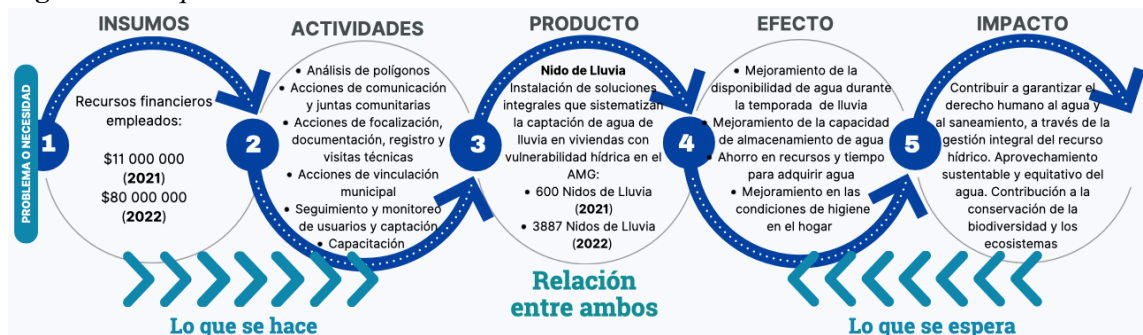 INSUMOS
ACTIVIDADES
PRODUCTO
EFECTO
IMPACTO
PROBLEMA O NECESIDAD
1
Recursos financieros
empleados:
$11 000 000
(2021)
$80 000 000
(2022)
2
• Análisis de polígonos
• Acciones de comunicación
y juntas comunitarias
• Acciones de focalización,
documentación, registro y
visitas técnicas
• Acciones de vinculación
municipal
• Seguimiento y monitoreo
de usuarios y captación
• Capacitación
3
Nido de Lluvia
Instalación de soluciones
integrales que sistematizan
la captación de agua de
lluvia en viviendas con
vulnerabilidad hídrica en el
AMG:
• 600 Nidos de Lluvia
(2021)
• 3887 Nidos de Lluvia
(2022)
4
• Mejoramiento de la
disponibilidad de agua durante
la temporada de lluvia
• Mejoramiento de la capacidad
de almacenamiento de agua
• Ahorro en recursos y tiempo
para adquirir agua
• Mejoramiento en las
condiciones de higiene
en el hogar
5
Contribuir a garantizar el
derecho humano al agua y
al saneamiento, a través de la
gestión integral del recurso
hídrico. Aprovechamiento
sustentable y equitativo del
agua. Contribución a la
conservación de la
biodiversidad y los
ecosistemas
Lo que se hace
Relación
entre ambos
Lo que se espera